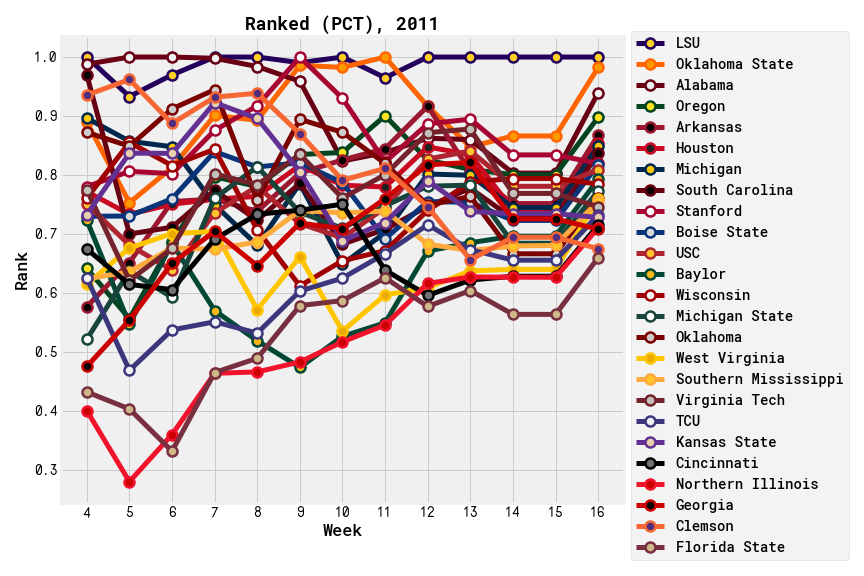 Ranked (PCT), 2011
1.0
0.9
0.8
0.7
0.6
0.5
0.4
0.3
Rank
4 5 6 7 8 9 10 11 12 13 14 15 16
Week
LSU
Oklahoma State
Alabama
Oregon
Arkansas
Houston
Michigan
South Carolina
Stanford
Boise State
USC
Baylor
Wisconsin
Michigan State
Oklahoma
West Virginia
Southern Mississippi
Virginia Tech
TCU
Kansas State
Cincinnati
Northern Illinois
Georgia
Clemson
Florida State